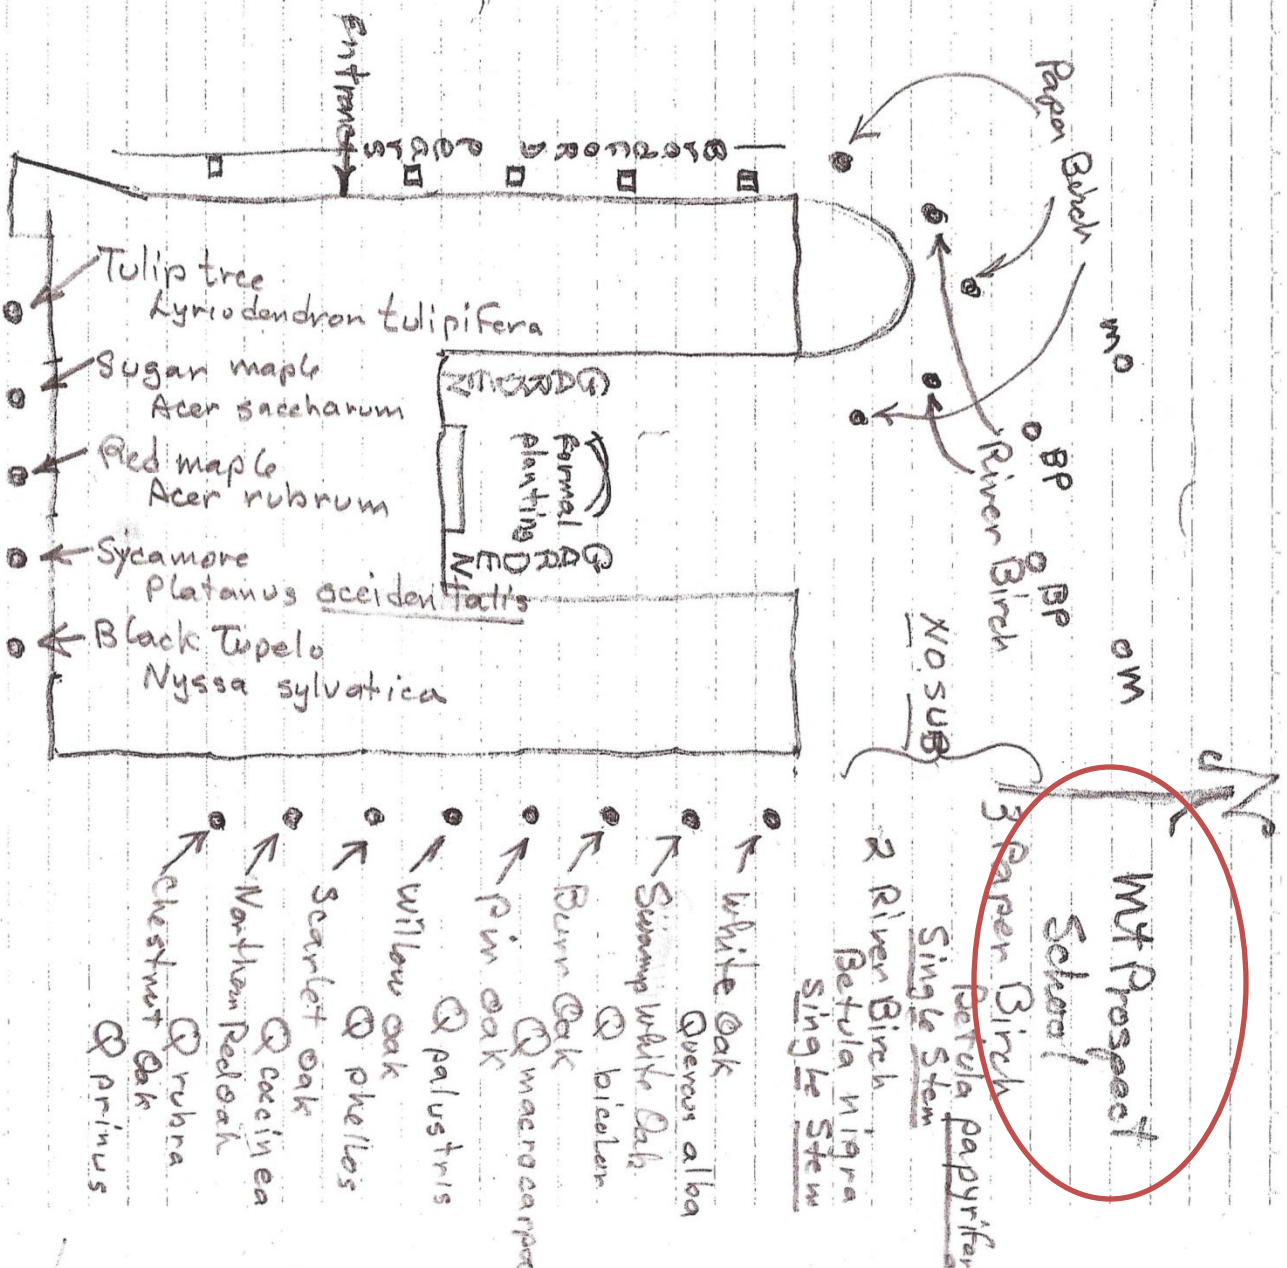 Mt Prospect
School
Entrance
Paper Birch
River Birch
m
BP
BP
m
N
NO SUB
3 Paper Birch
Betula papyrifera
Single Stem
2 River Birch
Betula nigra
Single Stem
Tulip tree
Lyriodendron tulipifera
Sugar maple
Acer saccharum
Red maple
Acer rubrum
Sycamore
Platanus occidentalis
Black Tupelo
Nyssa sylvatica
GARDEN
Formal
planting
GARDEN
White Oak
Quercus alba
Swamp White Oak
Q bicolor
Burr Oak
Q macrocarpa
Pin oak
Q palustris
Willow oak
Q phellos
Scarlet oak
Q coccinea
Northern Red oak
Q rubra
Chestnut Oak
Q prinus